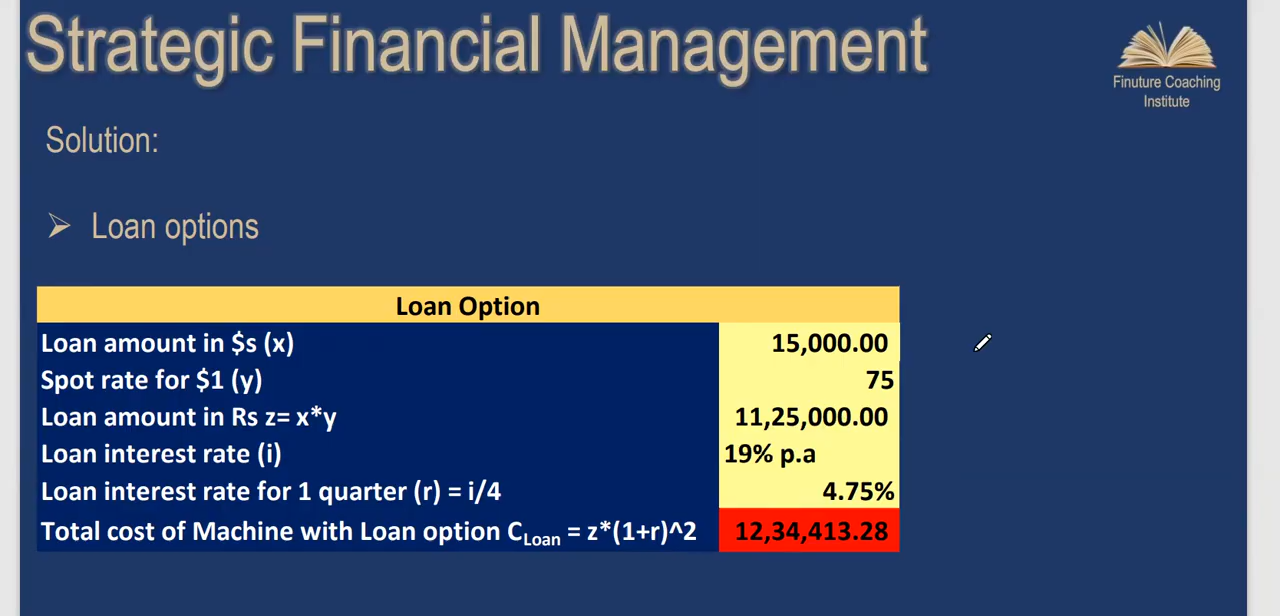 Strategic Financial Management
Finuture Coaching
Institute
Solution:
➢ Loan options
Loan Option
Loan amount in $s (x) 15,000.00
Spot rate for $1 (y) 75
Loan amount in Rs z= x*y 11,25,000.00
Loan interest rate (i) 19% p.a
Loan interest rate for 1 quarter (r) = i/4 4.75%
Total cost of Machine with Loan option CLoan = z*(1+r)^2 12,34,413.28